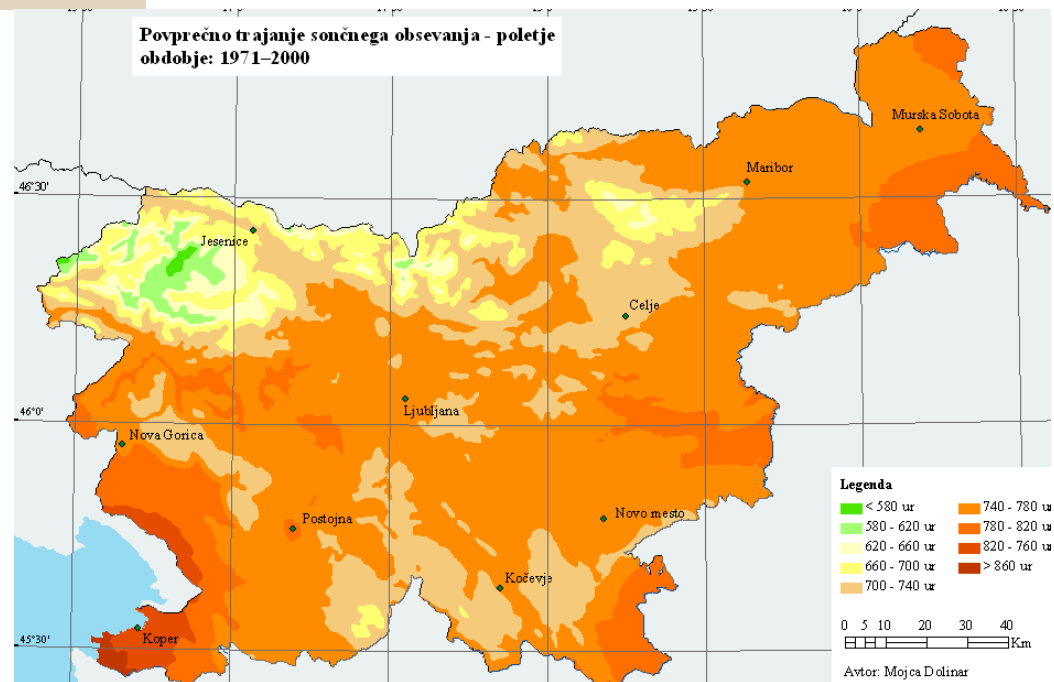 Povprečno trajanje sončnega obsevanja - poletje
obdobje: 1971–2000
Murska Sobota
Maribor
46°30'
Jesenice
Celje
Ljubljana
46°0'
Nova Gorica
Legenda
< 580 ur
580 - 620 ur
620 - 660 ur
660 - 700 ur
700 - 740 ur
740 - 780 ur
780 - 820 ur
820 - 760 ur
> 860 ur
Postojna
Novo mesto
Kočevje
45°30'
Koper
0 5 10 20 30 40
Km
Avtor: Mojca Dolinar